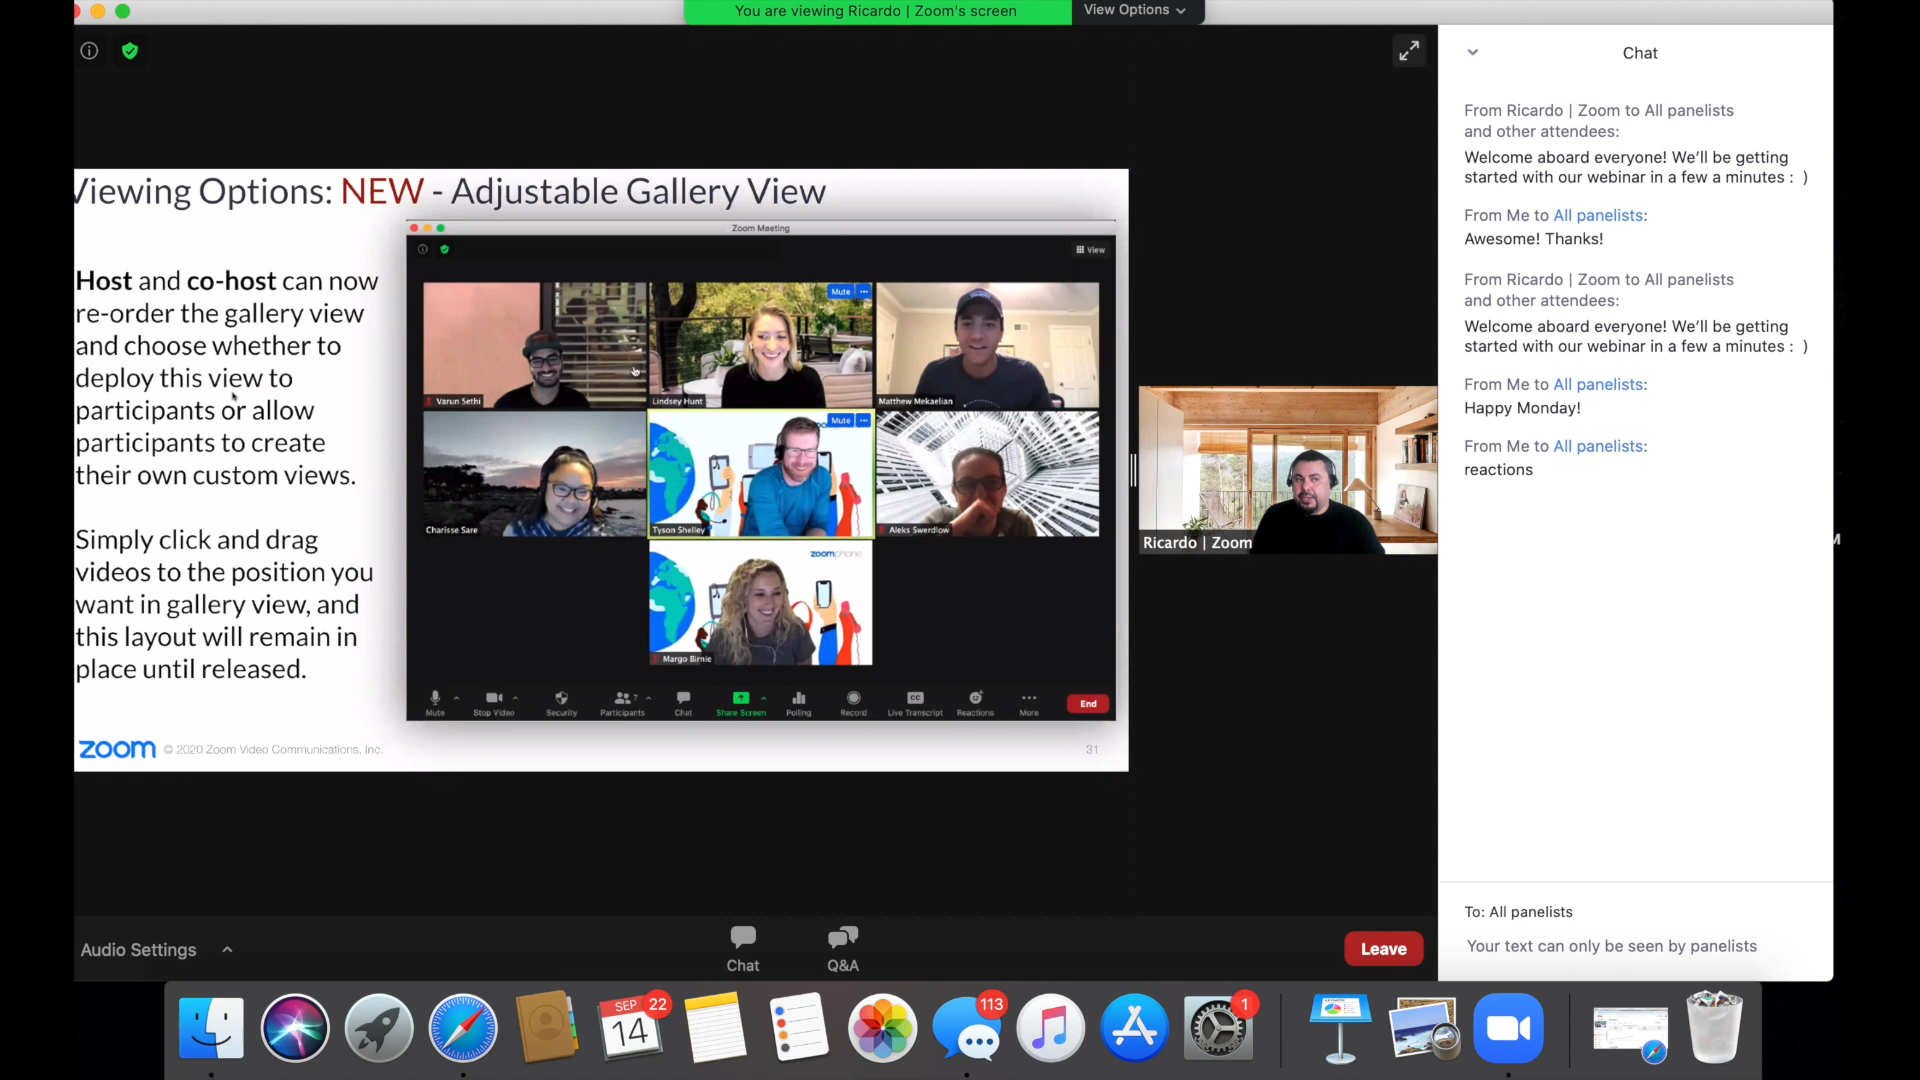 You are viewing Ricardo | Zoom's screen
View Options
Viewing Options: NEW - Adjustable Gallery View
Host and co-host can now
re-order the gallery view
and choose whether to
deploy this view to
participants or allow
participants to create
their own custom views.
Simply click and drag
videos to the position you
want in gallery view, and
this layout will remain in
place until released.
Zoom Meeting
View
Mute
Varun Sethi
Lindsey Hunt
Matthew Mekaelian
Mute
Charisse Sare
Tyson Shelley
Aleks Swerdlow
zoomphone
Margo Birnie
Mute
Stop Video
Security
Participants
7
Chat
Share Screen
Polling
Record
CC
Live Transcript
Reactions
More
End
zoom
© 2020 Zoom Video Communications, Inc.
31
Ricardo | Zoom
Chat
From Ricardo | Zoom to All panelists
and other attendees:
Welcome aboard everyone! We’ll be getting
started with our webinar in a few a minutes : )
From Me to All panelists:
Awesome! Thanks!
From Ricardo | Zoom to All panelists
and other attendees:
Welcome aboard everyone! We’ll be getting
started with our webinar in a few a minutes : )
From Me to All panelists:
Happy Monday!
From Me to All panelists:
reactions
M
To: All panelists
Your text can only be seen by panelists
Audio Settings
Chat
Q&A
Leave
SEP.
14
22
113
1